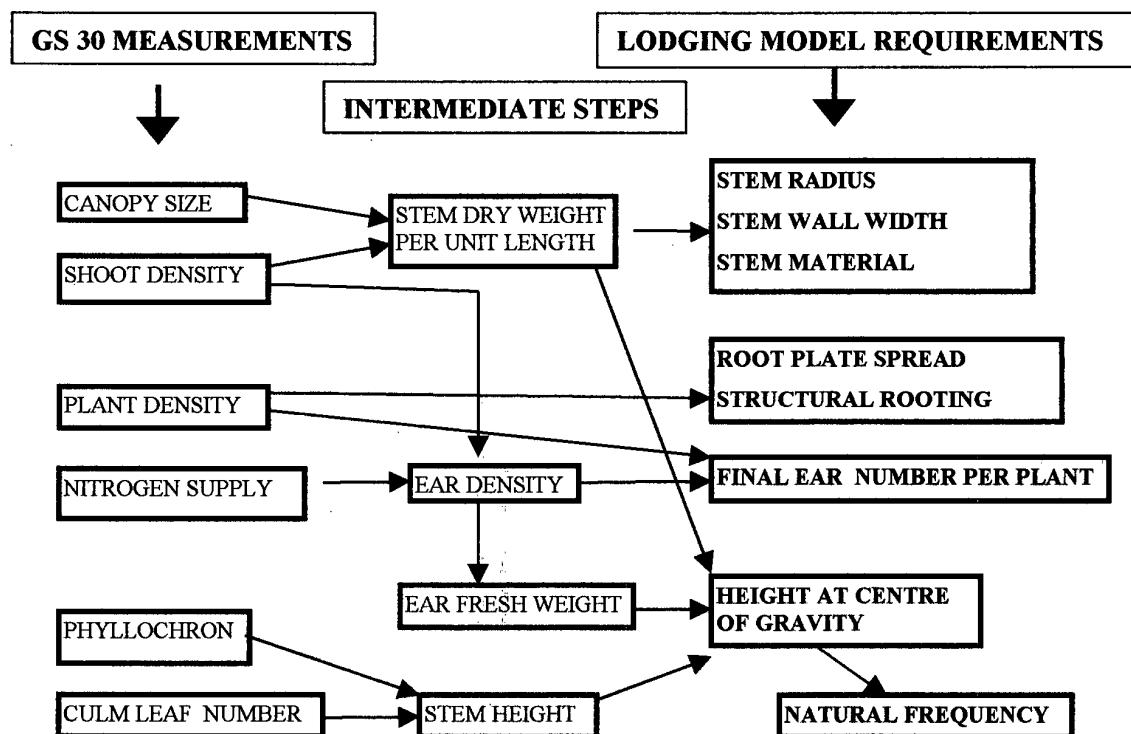 GS 30 MEASUREMENTS
LODGING MODEL REQUIREMENTS
INTERMEDIATE STEPS
CANOPY SIZE
SHOOT DENSITY
PLANT DENSITY
NITROGEN SUPPLY
PHYLLOCHRON
CULM LEAF NUMBER
STEM DRY WEIGHT
PER UNIT LENGTH
EAR DENSITY
EAR FRESH WEIGHT
STEM HEIGHT
STEM RADIUS
STEM WALL WIDTH
STEM MATERIAL
ROOT PLATE SPREAD
STRUCTURAL ROOTING
FINAL EAR NUMBER PER PLANT
HEIGHT AT CENTRE
OF GRAVITY
NATURAL FREQUENCY